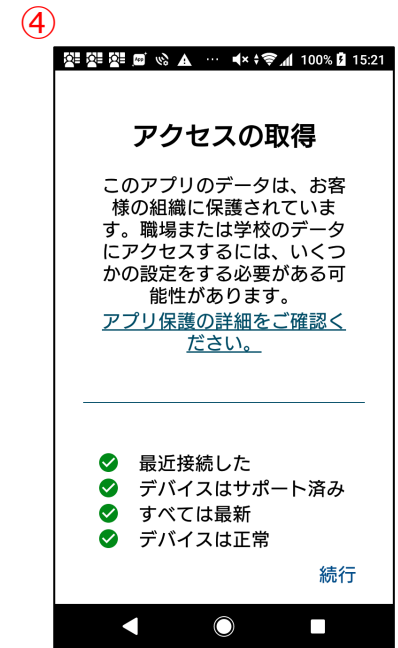 ④
100% 15:21
アクセスの取得
このアプリのデータは、お客
様の組織に保護されていま
す。職場または学校のデータ
にアクセスするには、いくつ
かの設定をする必要がある可
能性があります。
アプリ保護の詳細をご確認く
ださい。
最近接続した
デバイスはサポート済み
すべては最新
デバイスは正常
続行